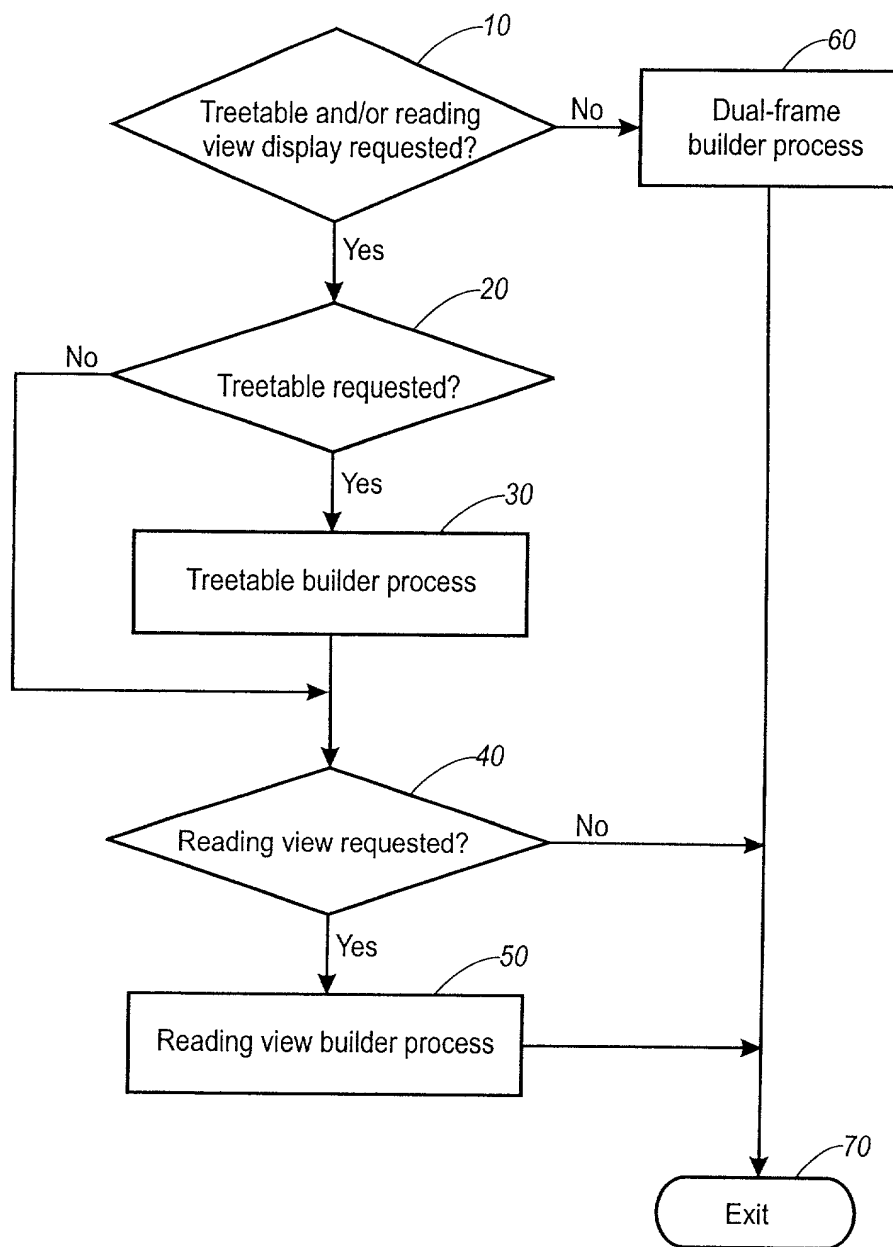 10
Treetable and/or reading
view display requested?
No
60
Dual-frame
builder process
Yes
20
No
Treetable requested?
Yes
30
Treetable builder process
40
Reading view requested?
No
Yes
50
Reading view builder process
70
Exit